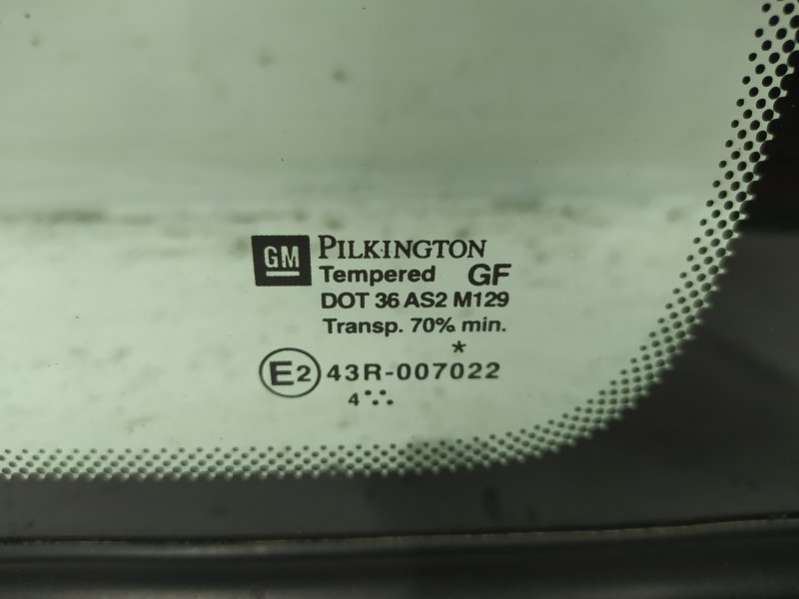 GM PILKINGTON
Tempered GF
DOT 36 AS2 M129
Transp. 70% min.
*
E2 43R-007022
4